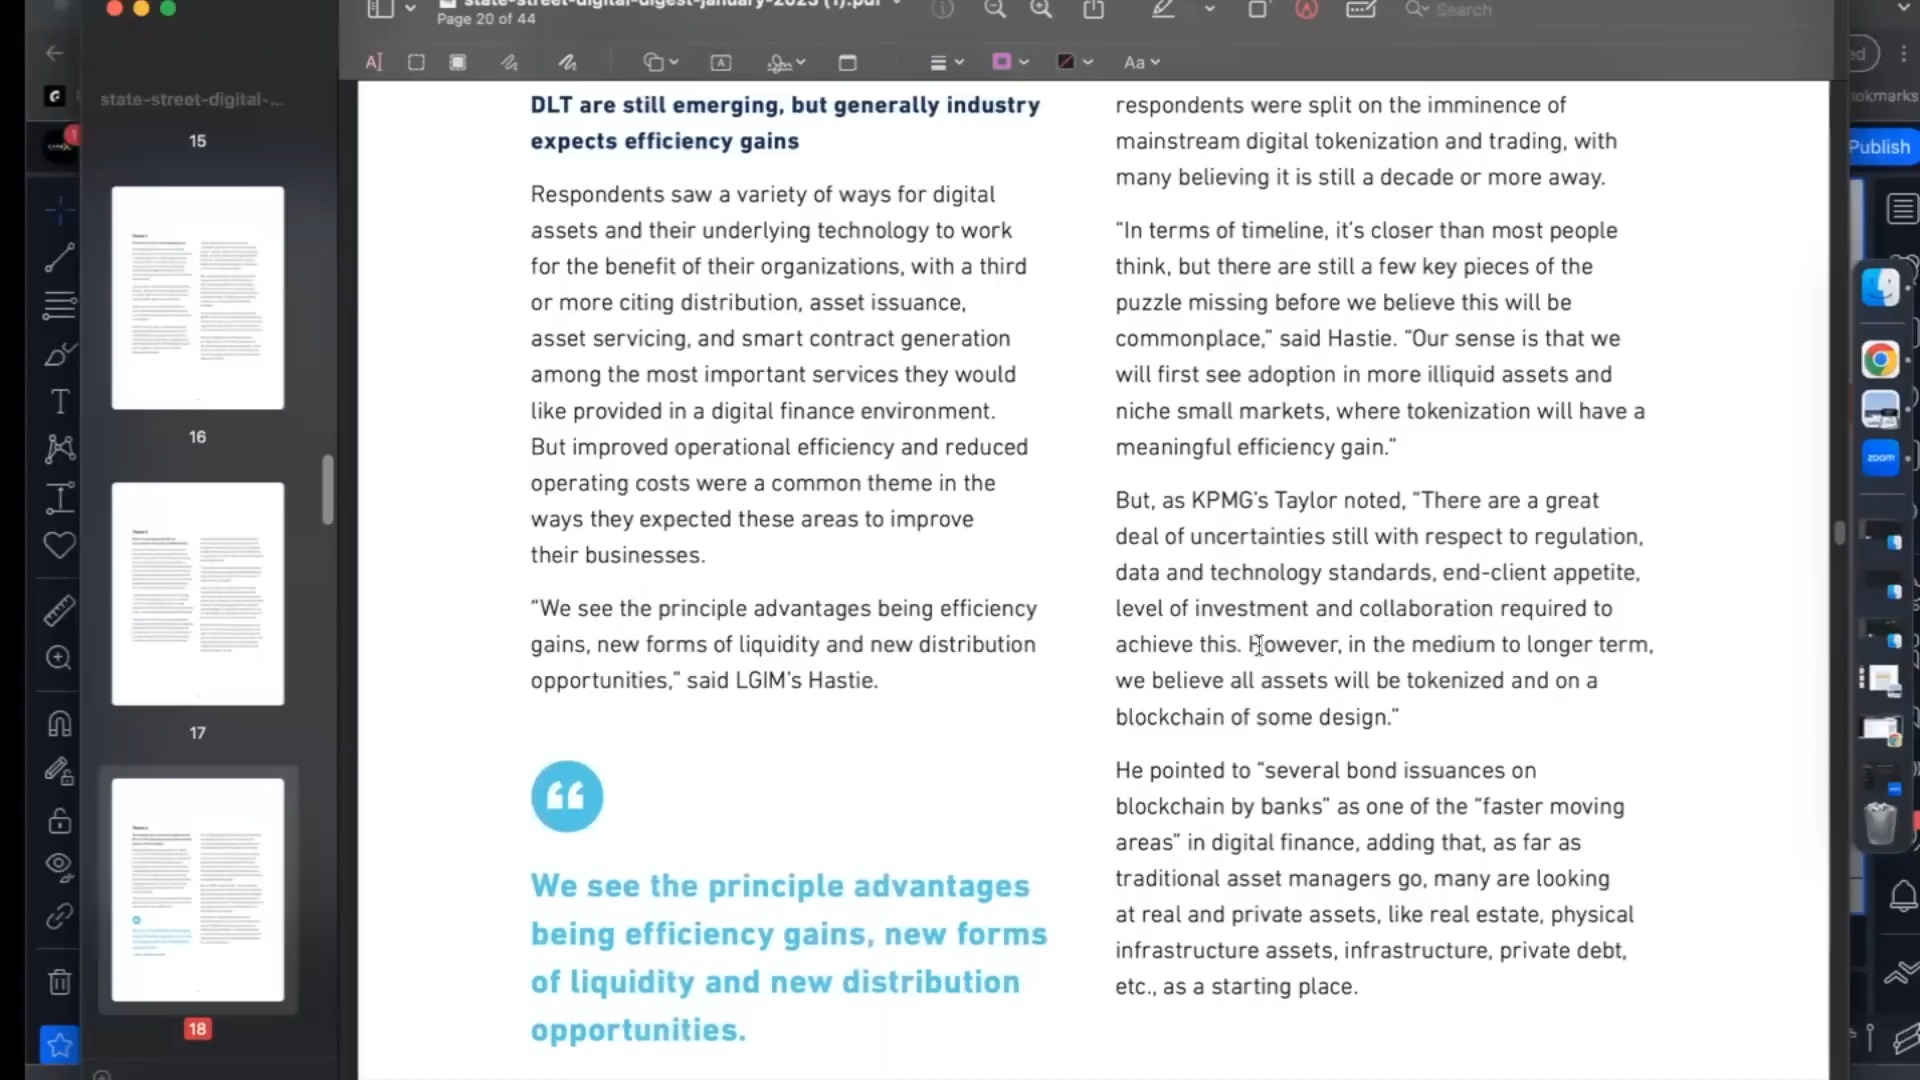 state-street-digital-digest-january-2023 (1).pdf
Page 20 of 44
Search
Aa
state-street-digital-...
15
16
17
18
1
Publish
zoom
DLT are still emerging, but generally industry
expects efficiency gains
Respondents saw a variety of ways for digital
assets and their underlying technology to work
for the benefit of their organizations, with a third
or more citing distribution, asset issuance,
asset servicing, and smart contract generation
among the most important services they would
like provided in a digital finance environment.
But improved operational efficiency and reduced
operating costs were a common theme in the
ways they expected these areas to improve
their businesses.
“We see the principle advantages being efficiency
gains, new forms of liquidity and new distribution
opportunities,” said LGIM’s Hastie.
We see the principle advantages
being efficiency gains, new forms
of liquidity and new distribution
opportunities.
respondents were split on the imminence of
mainstream digital tokenization and trading, with
many believing it is still a decade or more away.
“In terms of timeline, it’s closer than most people
think, but there are still a few key pieces of the
puzzle missing before we believe this will be
commonplace,” said Hastie. “Our sense is that we
will first see adoption in more illiquid assets and
niche small markets, where tokenization will have a
meaningful efficiency gain.”
But, as KPMG’s Taylor noted, “There are a great
deal of uncertainties still with respect to regulation,
data and technology standards, end-client appetite,
level of investment and collaboration required to
achieve this. However, in the medium to longer term,
we believe all assets will be tokenized and on a
blockchain of some design.”
He pointed to “several bond issuances on
blockchain by banks” as one of the “faster moving
areas” in digital finance, adding that, as far as
traditional asset managers go, many are looking
at real and private assets, like real estate, physical
infrastructure assets, infrastructure, private debt,
etc., as a starting place.